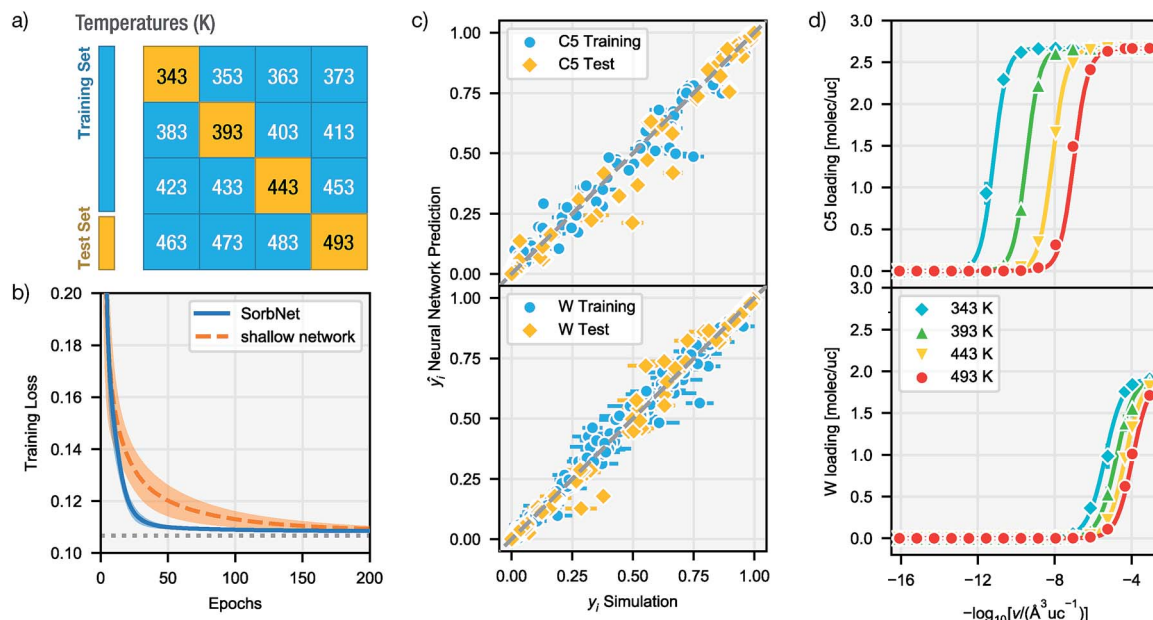 a)
Temperatures (K)
Training Set
Test Set
343 353 363 373
383 393 403 413
423 433 443 453
463 473 483 493
b)
0.20
0.18
0.16
0.14
0.12
0.10
Training Loss
SorbNet
shallow network
0 50 100 150 200
Epochs
c)
1.00
0.75
0.50
0.25
0.00
C5 Training
C5 Test
ŷᵢ Neural Network Prediction
1.00
0.75
0.50
0.25
0.00
W Training
W Test
0.00 0.25 0.50 0.75 1.00
yᵢ Simulation
d)
3.0
2.5
2.0
1.5
1.0
0.5
0.0
C5 loading [molec/uc]
2.5
2.0
1.5
1.0
0.5
0.0
W loading [molec/uc]
343 K
393 K
443 K
493 K
−16 −12 −8 −4
−log₁₀[v/(Å³uc⁻¹)]